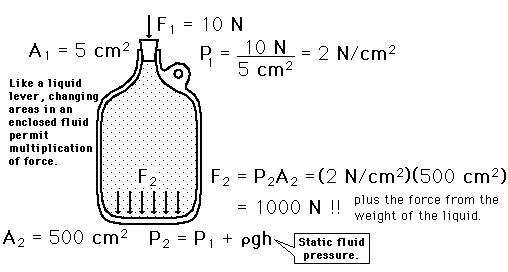 F₁ = 10 N
A₁ = 5 cm² P₁ = 10 N / 5 cm² = 2 N/cm²
Like a liquid
lever, changing
areas in an
enclosed fluid
permit
multiplication
of force.
F₂
F₂ = P₂A₂ = (2 N/cm²)(500 cm²)
= 1000 N !! plus the force from the
weight of the liquid.
A₂ = 500 cm² P₂ = P₁ + ρgh
Static fluid
pressure.